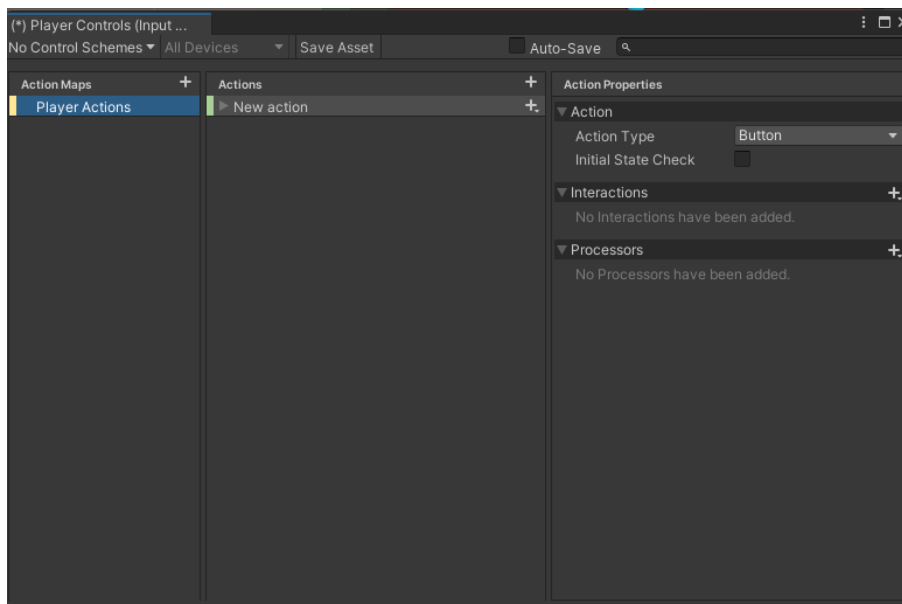 (*) Player Controls (Input ...
No Control Schemes All Devices Save Asset Auto-Save
Action Maps + Actions + Action Properties
Player Actions New action + Action
Action Type Button
Initial State Check
Interactions +
No Interactions have been added.
Processors +
No Processors have been added.